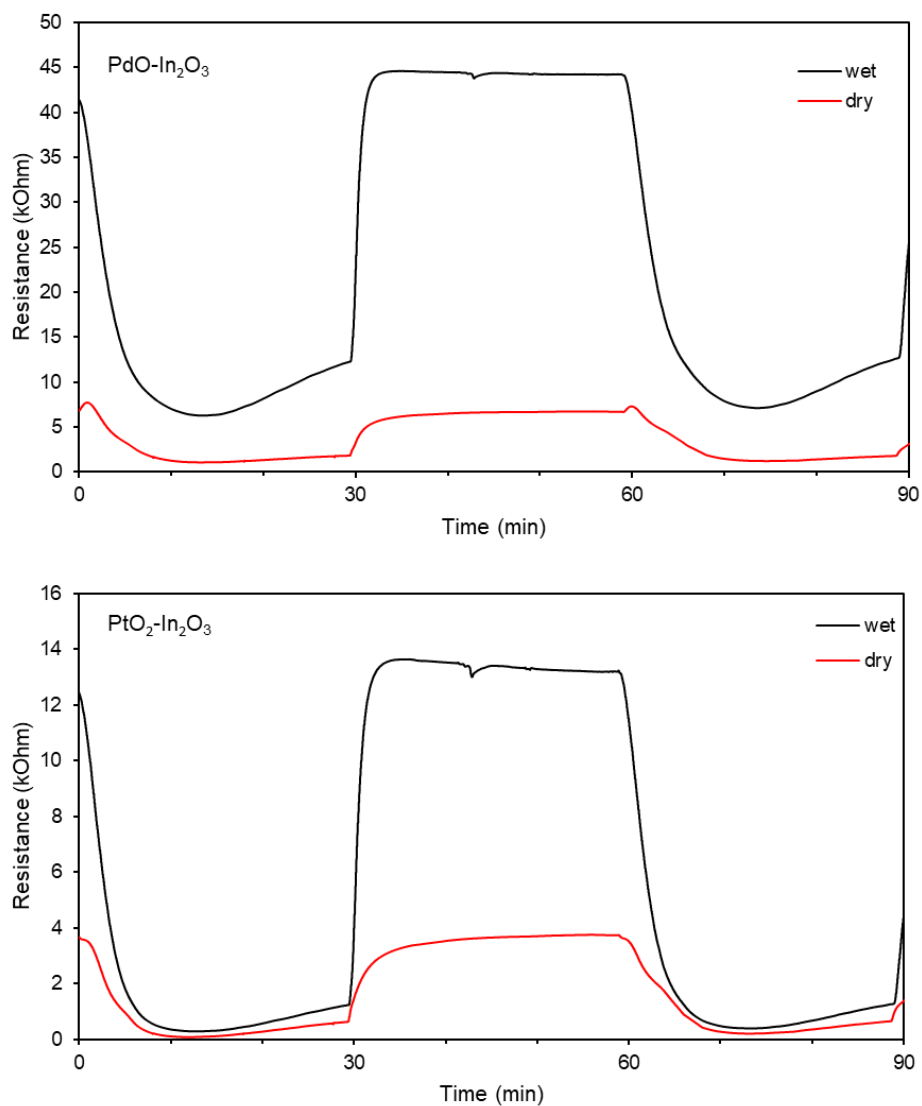 50
45
40
35
30
25
20
15
10
5
0
Resistance (kOhm)
PdO-In₂O₃
wet
dry
0
30
60
90
Time (min)
16
14
12
10
8
6
4
2
0
Resistance (kOhm)
PtO₂-In₂O₃
wet
dry
0
30
60
90
Time (min)